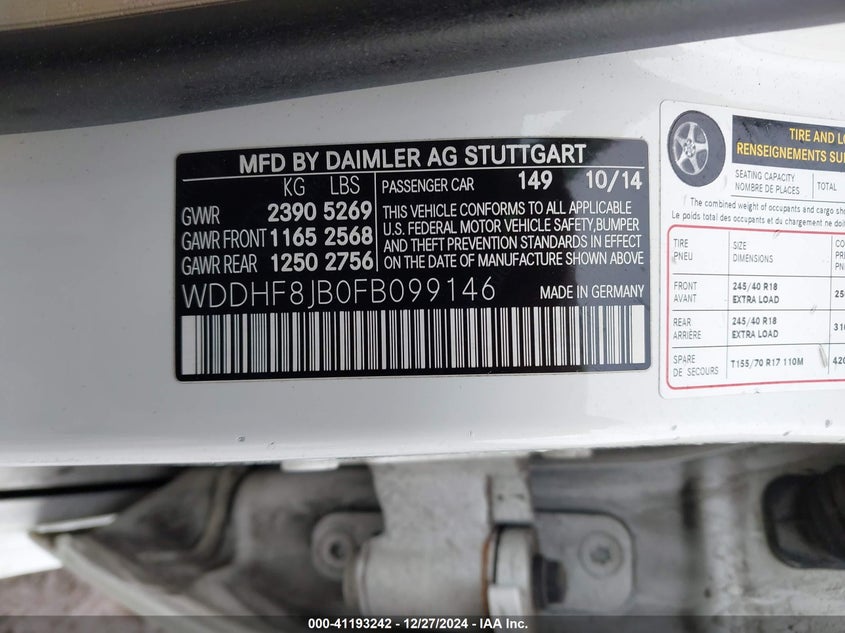 MFD BY DAIMLER AG STUTTGART
KG LBS
GVWR 2390 5269
GAWR FRONT 1165 2568
GAWR REAR 1250 2756
PASSENGER CAR 149 10/14
THIS VEHICLE CONFORMS TO ALL APPLICABLE
U.S. FEDERAL MOTOR VEHICLE SAFETY,BUMPER
AND THEFT PREVENTION STANDARDS IN EFFECT
ON THE DATE OF MANUFACTURE SHOWN ABOVE
WDDHF8JB0FB099146 MADE IN GERMANY
TIRE AND
RENSEIGNEMENTS
SEATING CAPACITY
NOMBRE DE PLACES
TOTAL
The combined weight of occupants and cargo
Le poids total des occupants et du chargement ne
TIRE
PNEU
SIZE
DIMENSIONS
FRONT
AVANT
245/40 R18
EXTRA LOAD
REAR
ARRIÈRE
245/40 R18
EXTRA LOAD
SPARE
DE SECOURS
T155/70 R17 110M
000-41193242 - 12/27/2024 - IAA Inc.